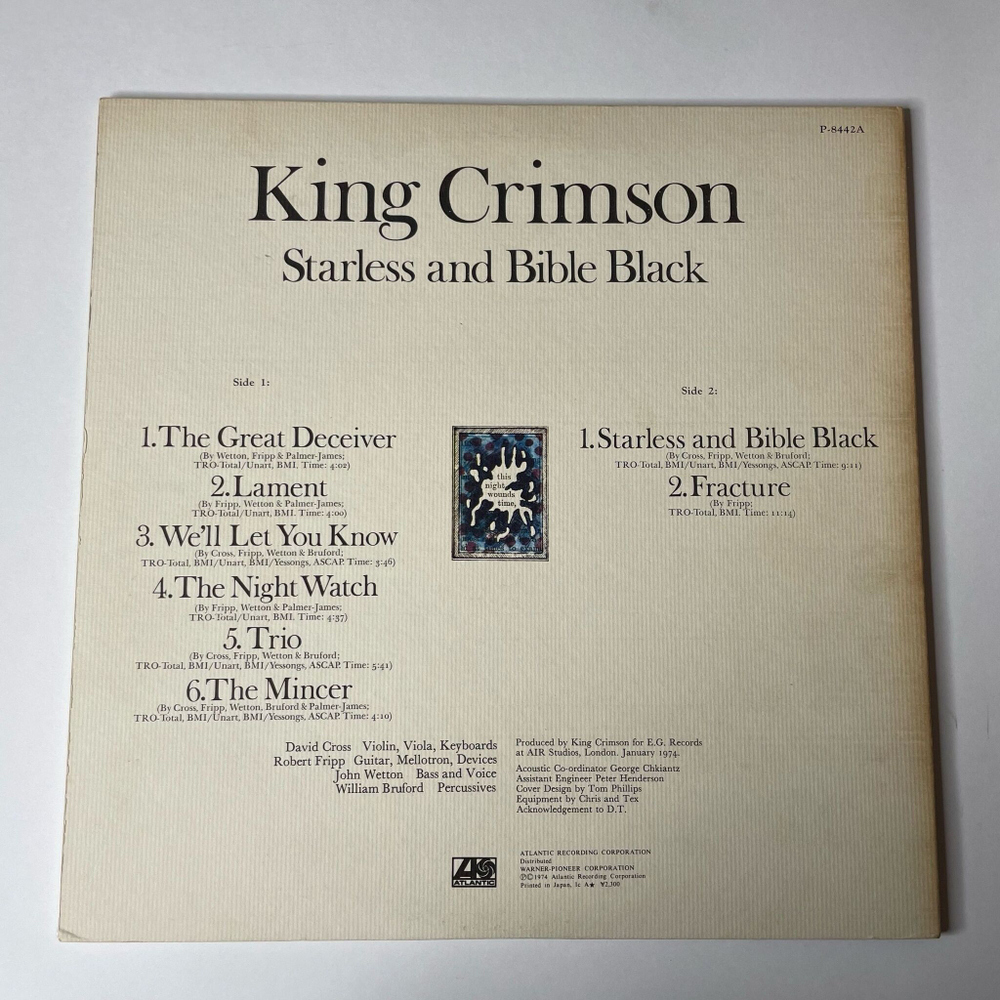 P-8442A
King Crimson
Starless and Bible Black
Side 1:
1.The Great Deceiver
(By Wetton, Fripp & Palmer-James;
TRO-Total/Unart, BMI. Time: 4:02)
2.Lament
(By Fripp, Wetton & Palmer-James;
TRO-Total/Unart, BMI. Time: 4:00)
3.We'll Let You Know
(By Cross, Fripp, Wetton & Bruford;
TRO-Total, BMI/Unart, BMI/Yessongs, ASCAP. Time: 3:46)
4.The Night Watch
(By Fripp, Wetton & Palmer-James;
TRO-Total/Unart, BMI. Time: 4:37)
5. Trio
(By Cross, Fripp, Wetton & Bruford;
TRO-Total, BMI/Unart, BMI/Yessongs, ASCAP. Time: 5:41)
6.The Mincer
(By Cross, Fripp, Wetton, Bruford & Palmer-James;
TRO-Total, BMI/Unart, BMI/Yessongs, ASCAP. Time: 4:10)
this
night
wounds
time,
Side 2:
1.Starless and Bible Black
(By Cross, Fripp, Wetton & Bruford;
TRO-Total, BMI/Unart, BMI/Yessongs, ASCAP. Time: 9:11)
2.Fracture
(By Fripp;
TRO-Total, BMI. Time: 11:14)
David Cross Violin, Viola, Keyboards
Robert Fripp Guitar, Mellotron, Devices
John Wetton Bass and Voice
William Bruford Percussives
Produced by King Crimson for E.G. Records
at AIR Studios, London. January 1974.
Acoustic Co-ordinator George Chkiantz
Assistant Engineer Peter Henderson
Cover Design by Tom Phillips
Equipment by Chris and Tex
Acknowledgement to D.T.
ATLANTIC
ATLANTIC RECORDING CORPORATION
Distributed
WARNER-PIONEER CORPORATION
ⓅⒸ1974 Atlantic Recording Corporation
Printed in Japan, Ic A★ ¥2,300